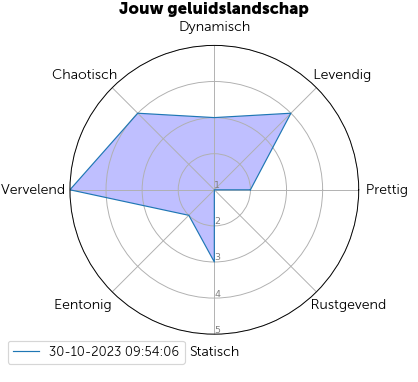 Jouw geluidslandschap
Dynamisch
Chaotisch
Levendig
Vervelend
Prettig
1
2
3
4
5
Eentonig
Rustgevend
30-10-2023 09:54:06
Statisch